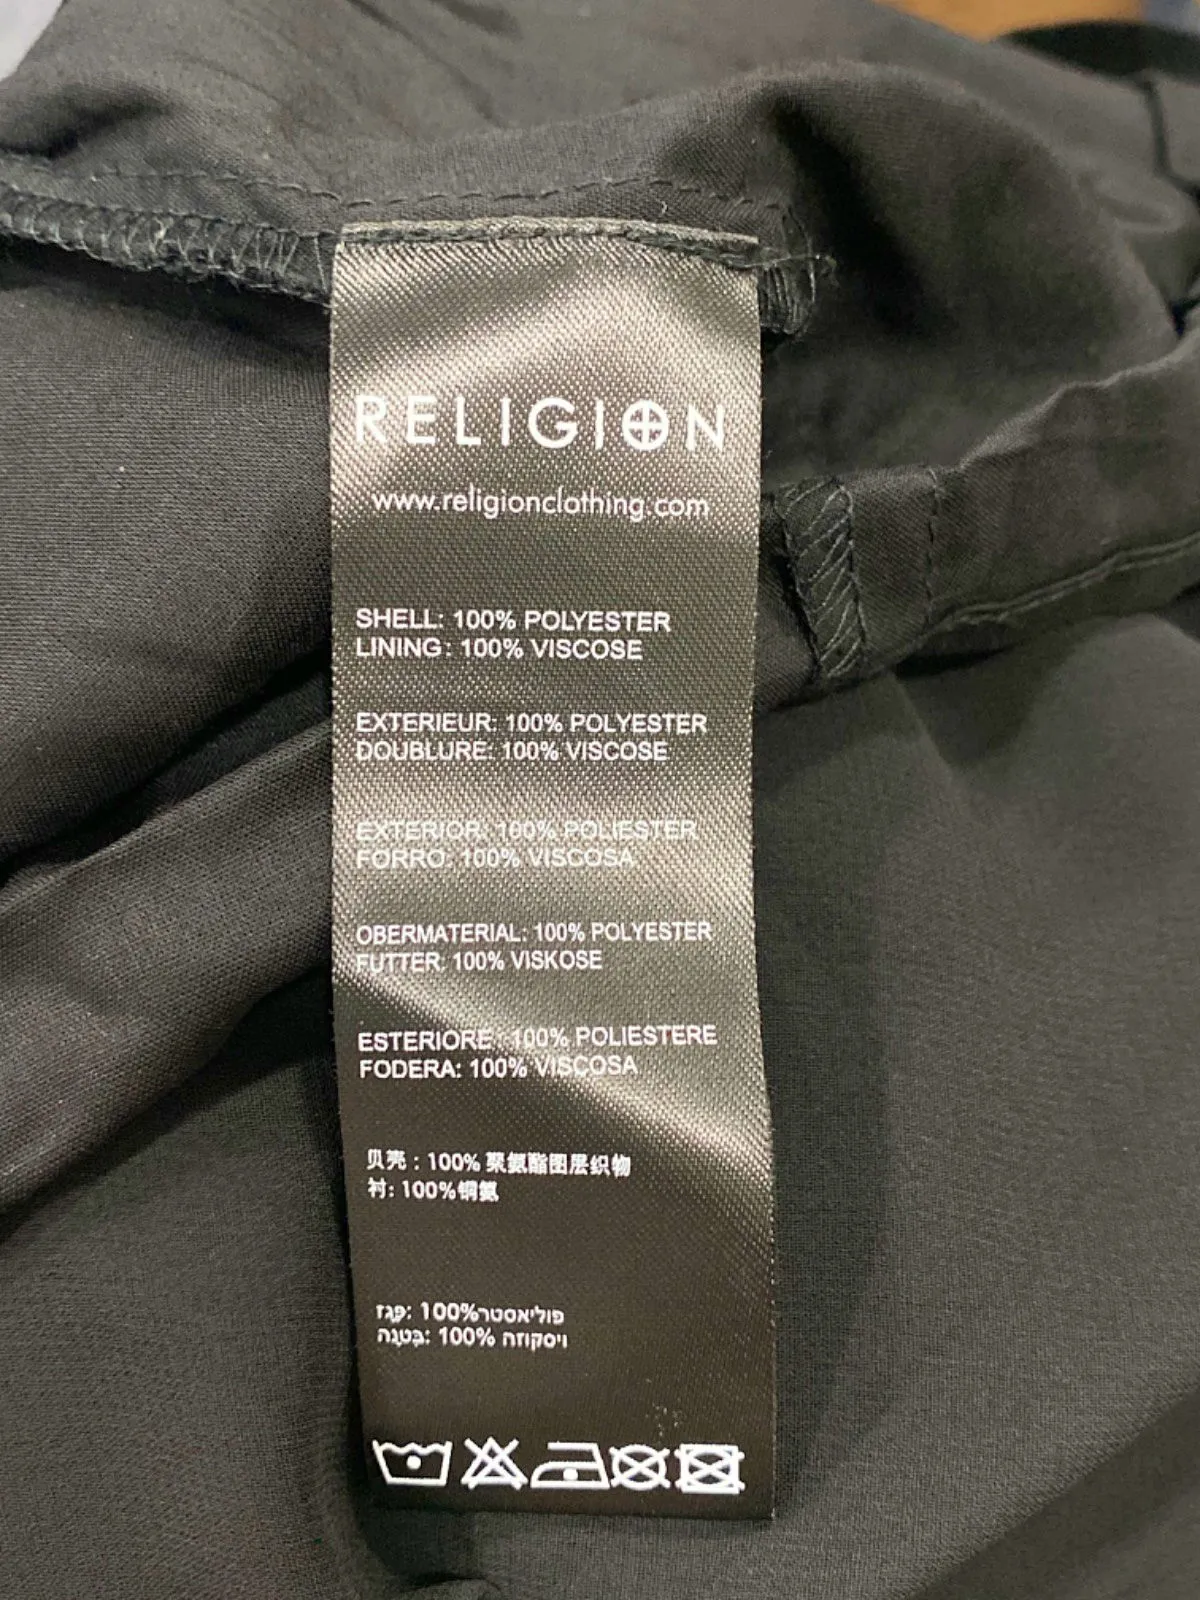 RELIGION
www.religionclothing.com
SHELL: 100% POLYESTER
LINING: 100% VISCOSE
EXTERIEUR: 100% POLYESTER
DOUBLURE: 100% VISCOSE
EXTERIOR: 100% POLIESTER
FORRO: 100% VISCOSA
OBERMATERIAL: 100% POLYESTER
FUTTER: 100% VISKOSE
ESTERIORE: 100% POLIESTERE
FODERA: 100% VISCOSA
贝壳: 100% 聚氨酯图层织物
衬: 100%铜氨
פָּגָז: 100%פוליאסטר
בִּטנָה: 100% ויסקוזה